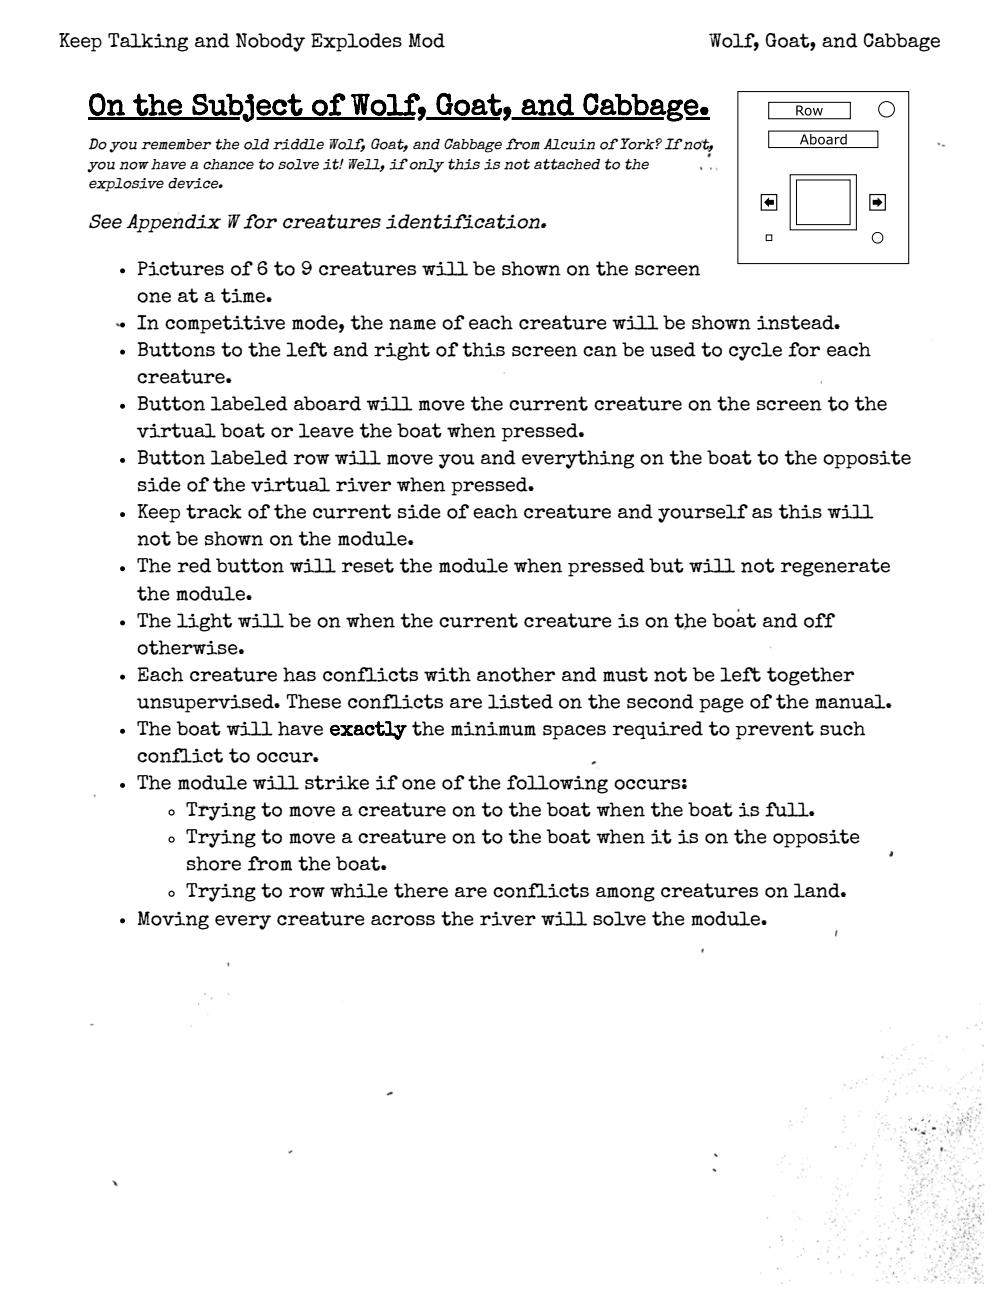 Keep Talking and Nobody Explodes Mod
Wolf, Goat, and Cabbage
On the Subject of Wolf, Goat, and Cabbage.
Row
Aboard
Do you remember the old riddle Wolf, Goat, and Cabbage from Alcuin of York? If not,
you now have a chance to solve it! Well, if only this is not attached to the
explosive device.
See Appendix W for creatures identification.
• Pictures of 6 to 9 creatures will be shown on the screen
one at a time.
• In competitive mode, the name of each creature will be shown instead.
• Buttons to the left and right of this screen can be used to cycle for each
creature.
• Button labeled aboard will move the current creature on the screen to the
virtual boat or leave the boat when pressed.
• Button labeled row will move you and everything on the boat to the opposite
side of the virtual river when pressed.
• Keep track of the current side of each creature and yourself as this will
not be shown on the module.
• The red button will reset the module when pressed but will not regenerate
the module.
• The light will be on when the current creature is on the boat and off
otherwise.
• Each creature has conflicts with another and must not be left together
unsupervised. These conflicts are listed on the second page of the manual.
• The boat will have exactly the minimum spaces required to prevent such
conflict to occur.
• The module will strike if one of the following occurs:
◦ Trying to move a creature on to the boat when the boat is full.
◦ Trying to move a creature on to the boat when it is on the opposite
shore from the boat.
◦ Trying to row while there are conflicts among creatures on land.
• Moving every creature across the river will solve the module.